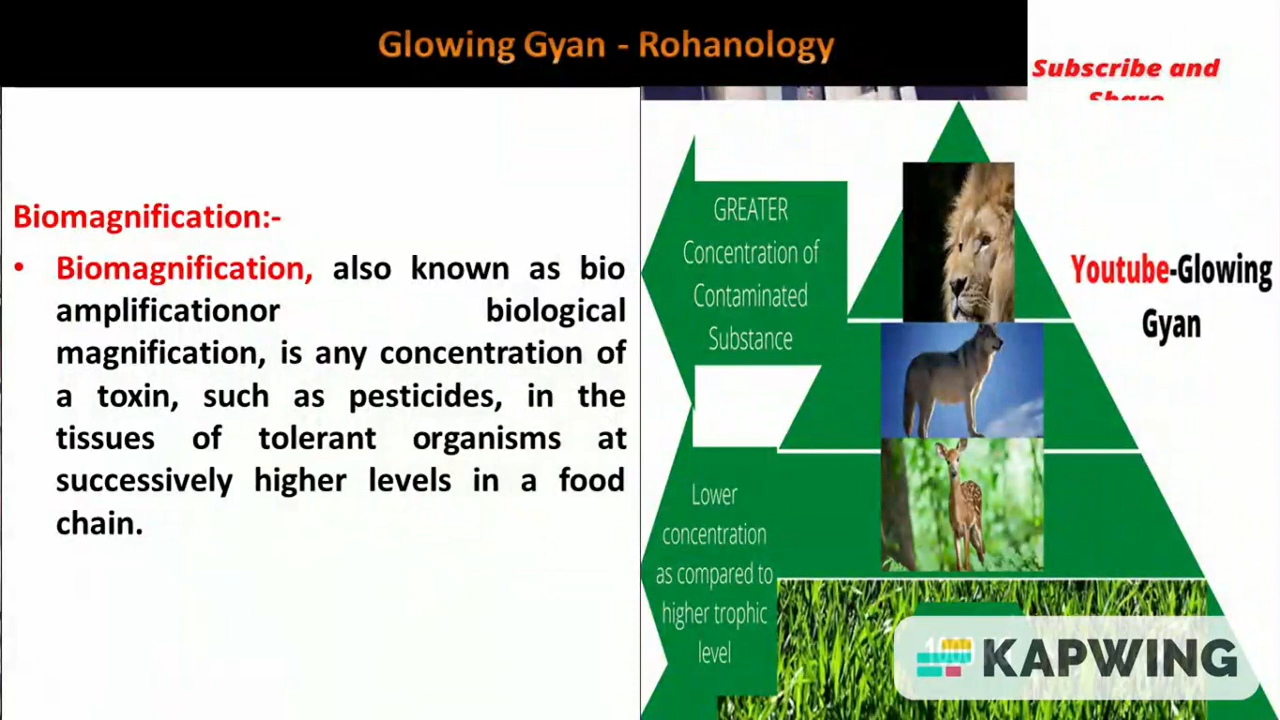 Glowing Gyan - Rohanology
Subscribe and
Share
Biomagnification:-
• Biomagnification, also known as bio
amplificationor biological
magnification, is any concentration of
a toxin, such as pesticides, in the
tissues of tolerant organisms at
successively higher levels in a food
chain.
GREATER
Concentration of
Contaminated
Substance
Lower
concentration
as compared to
higher trophic
level
Youtube-Glowing
Gyan
KAPWING